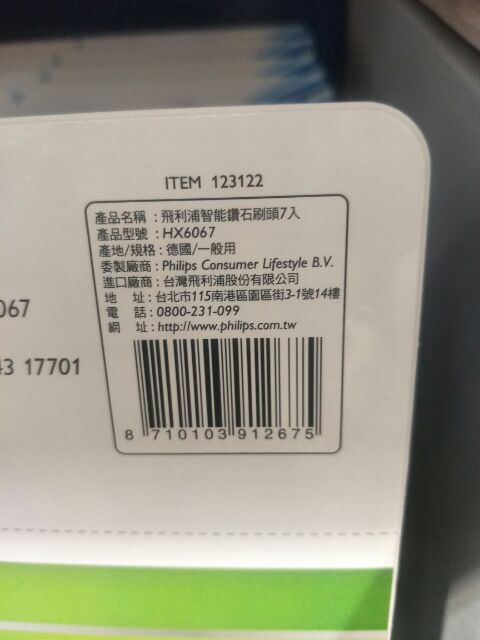 ITEM 123122
產品名稱：飛利浦智能鑽石刷頭7入
產品型號：HX6067
產地/規格：德國/一般用
委製廠商：Philips Consumer Lifestyle B.V.
進口廠商：台灣飛利浦股份有限公司
地 址：台北市115南港區園區街3-1號14樓
電 話：0800-231-099
網 址：http://www.philips.com.tw
8 710103 912675
067
43 17701